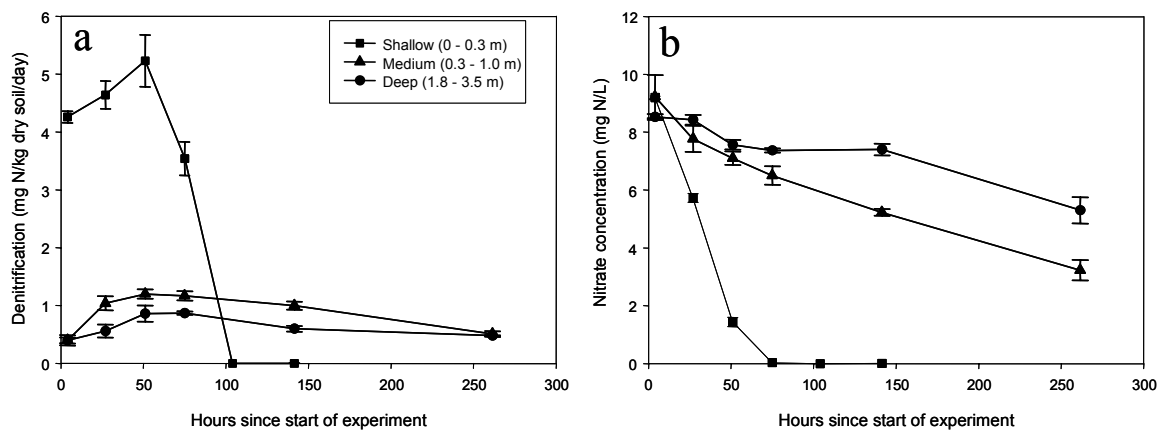 a
Shallow (0 - 0.3 m)
Medium (0.3 - 1.0 m)
Deep (1.8 - 3.5 m)
Denitrification (mg N/kg dry soil/day)
6
5
4
3
2
1
0
0 50 100 150 200 250 300
Hours since start of experiment
b
Nitrate concentration (mg N/L)
12
10
8
6
4
2
0
0 50 100 150 200 250 300
Hours since start of experiment